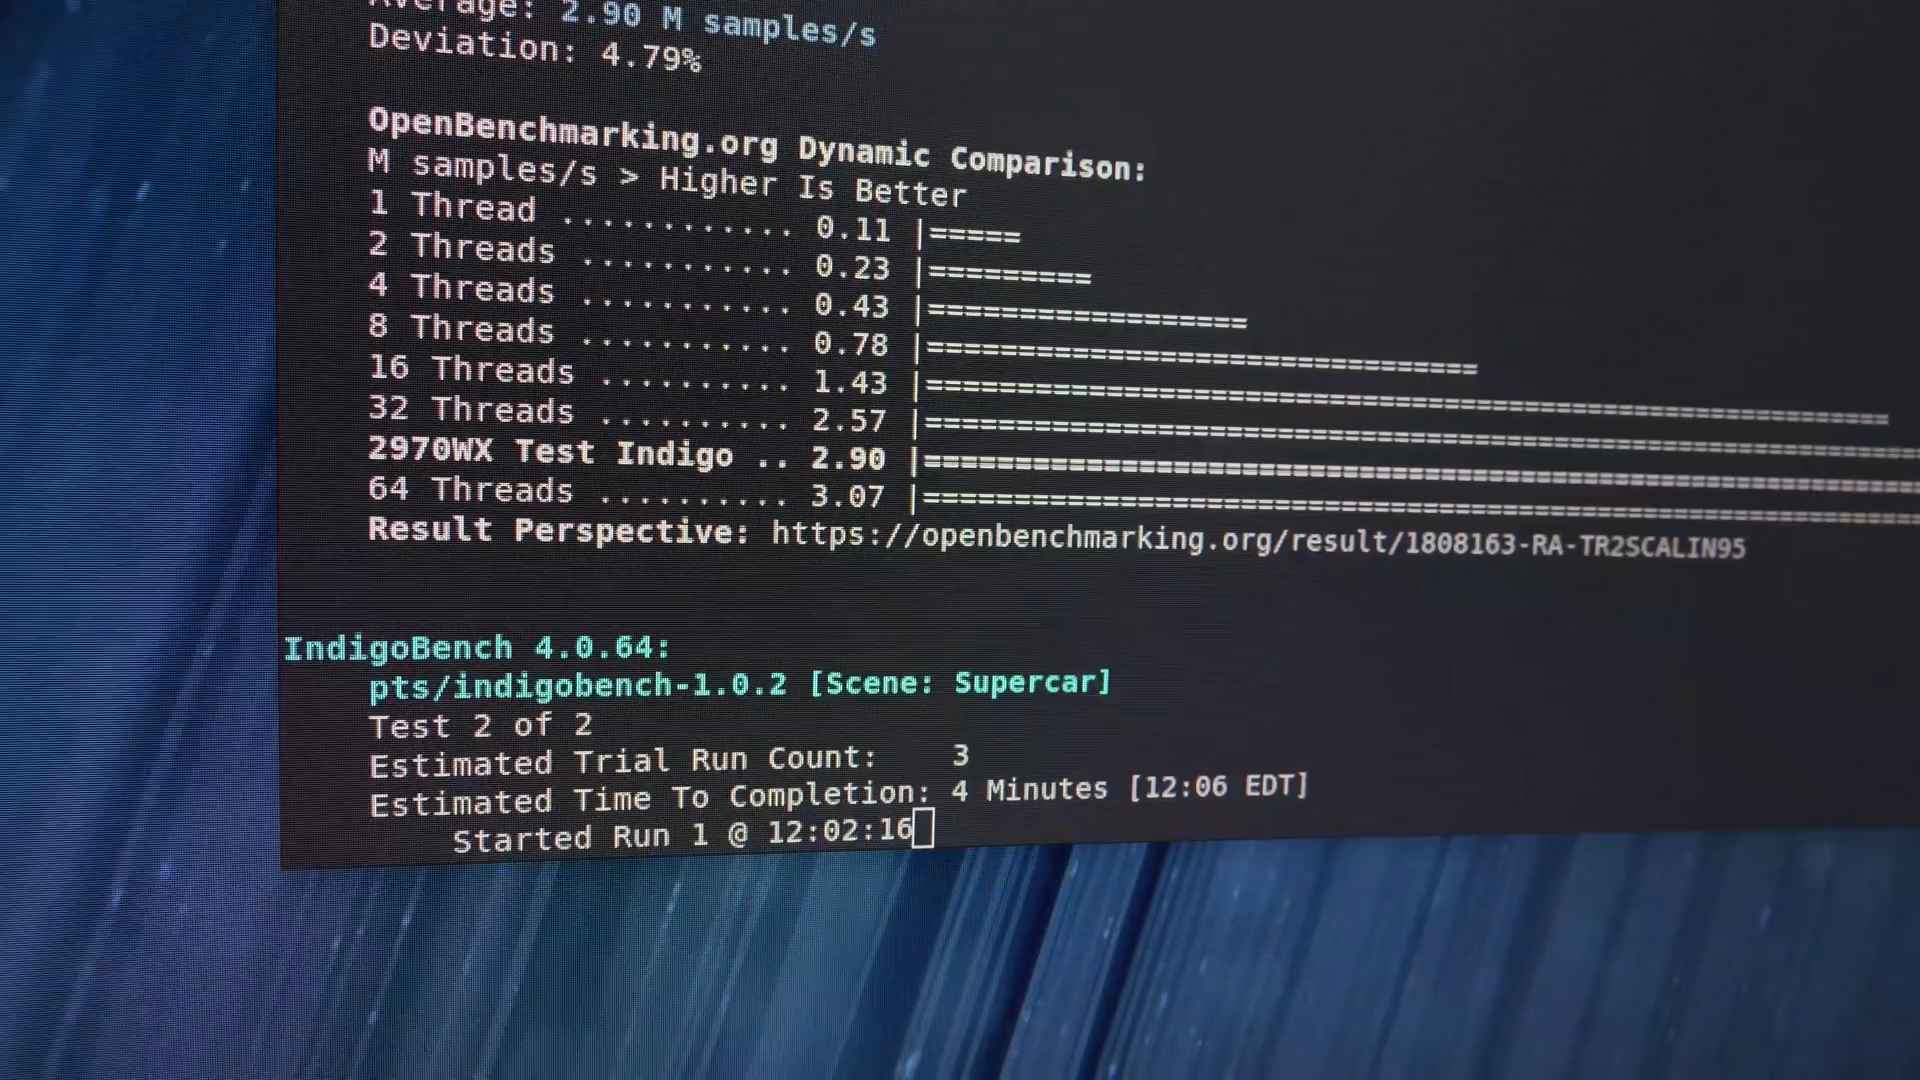 Average: 2.90 M samples/s
Deviation: 4.79%
OpenBenchmarking.org Dynamic Comparison:
M samples/s > Higher Is Better
1 Thread ............ 0.11 |=====
2 Threads ........... 0.23 |=========
4 Threads ........... 0.43 |==================
8 Threads ........... 0.78 |================================
16 Threads .......... 1.43 |==========================================================
32 Threads .......... 2.57 |==============================================================
2970WX Test Indigo .. 2.90 |==============================================================
64 Threads .......... 3.07 |==============================================================
Result Perspective: https://openbenchmarking.org/result/1808163-RA-TR2SCALIN95
IndigoBench 4.0.64:
pts/indigobench-1.0.2 [Scene: Supercar]
Test 2 of 2
Estimated Trial Run Count: 3
Estimated Time To Completion: 4 Minutes [12:06 EDT]
Started Run 1 @ 12:02:16